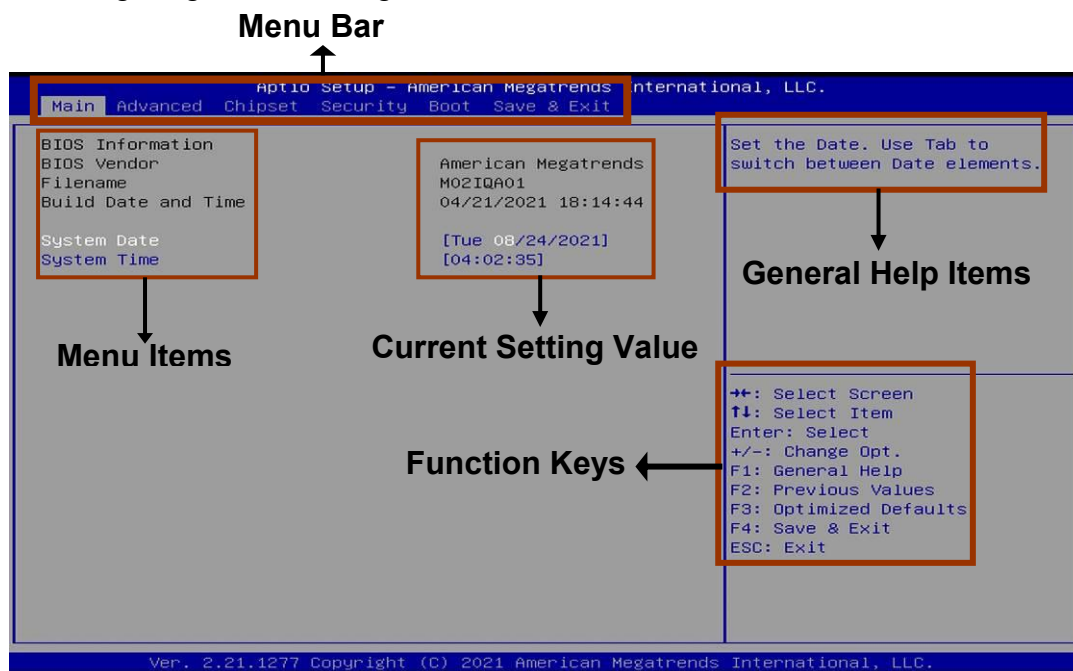 Menu Bar
Aptio Setup – American Megatrends International, LLC.
Main Advanced Chipset Security Boot Save & Exit
BIOS Information
BIOS Vendor American Megatrends
Filename M02IQA01
Build Date and Time 04/21/2021 18:14:44
System Date [Tue 08/24/2021]
System Time [04:02:35]
Set the Date. Use Tab to
switch between Date elements.
General Help Items
Menu Items
Current Setting Value
Function Keys
→←: Select Screen
↑↓: Select Item
Enter: Select
+/-: Change Opt.
F1: General Help
F2: Previous Values
F3: Optimized Defaults
F4: Save & Exit
ESC: Exit
Ver. 2.21.1277 Copyright (C) 2021 American Megatrends International, LLC.